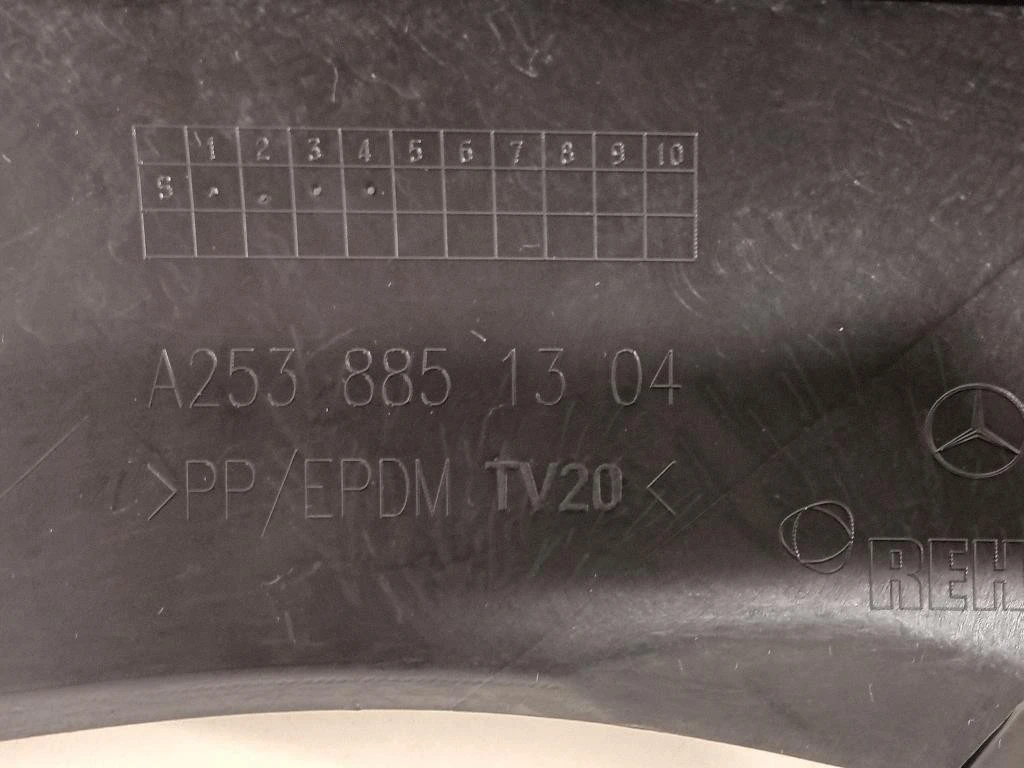 1 2 3 4 5 6 7 8 9 10
S
A253 885 13 04
>PP/EPDM TV20<
REH